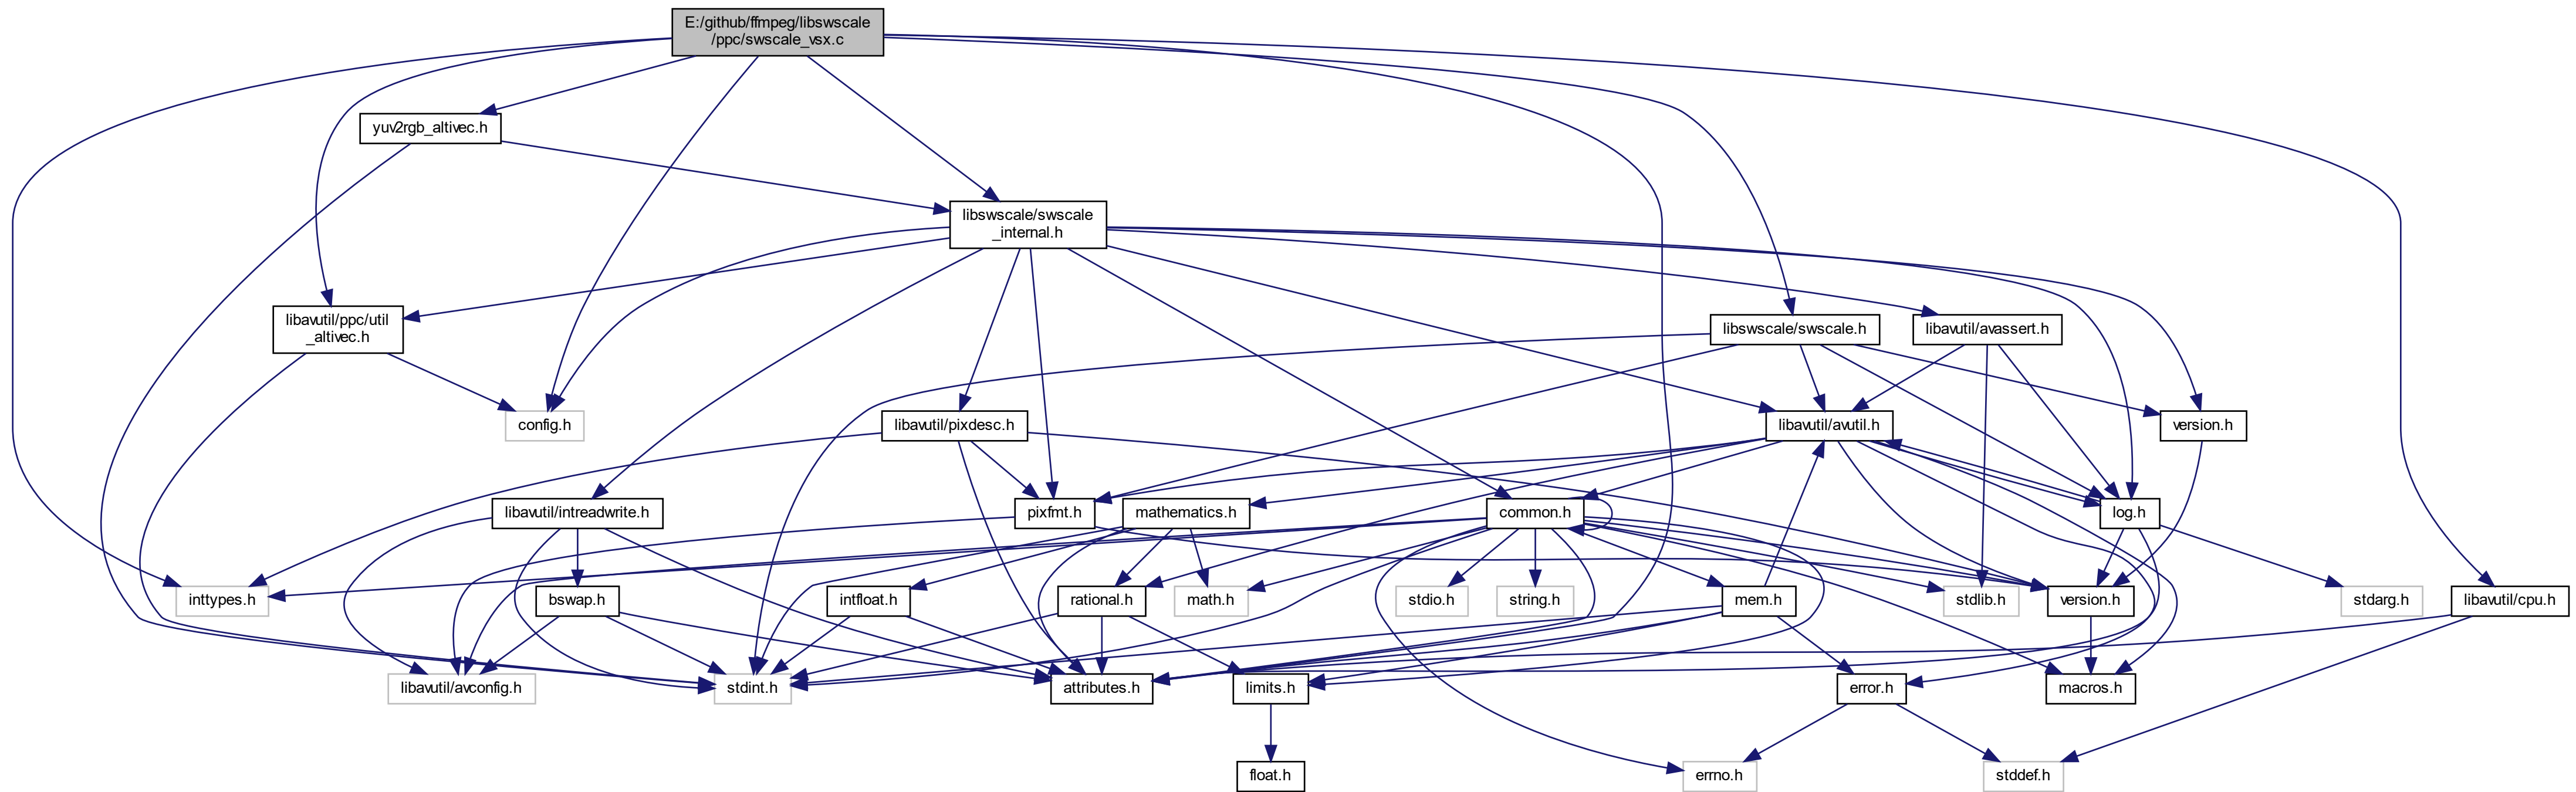 E:/github/ffmpeg/libswscale
/ppc/swscale_vsx.c
yuv2rgb_altivec.h
libswscale/swscale
_internal.h
libavutil/ppc/util
_altivec.h
libswscale/swscale.h
libavutil/avassert.h
config.h
libavutil/pixdesc.h
libavutil/avutil.h
version.h
libavutil/intreadwrite.h
pixfmt.h
mathematics.h
common.h
log.h
inttypes.h
bswap.h
intfloat.h
rational.h
math.h
stdio.h
string.h
mem.h
stdlib.h
version.h
stdarg.h
libavutil/cpu.h
libavutil/avconfig.h
stdint.h
attributes.h
limits.h
error.h
macros.h
float.h
errno.h
stddef.h